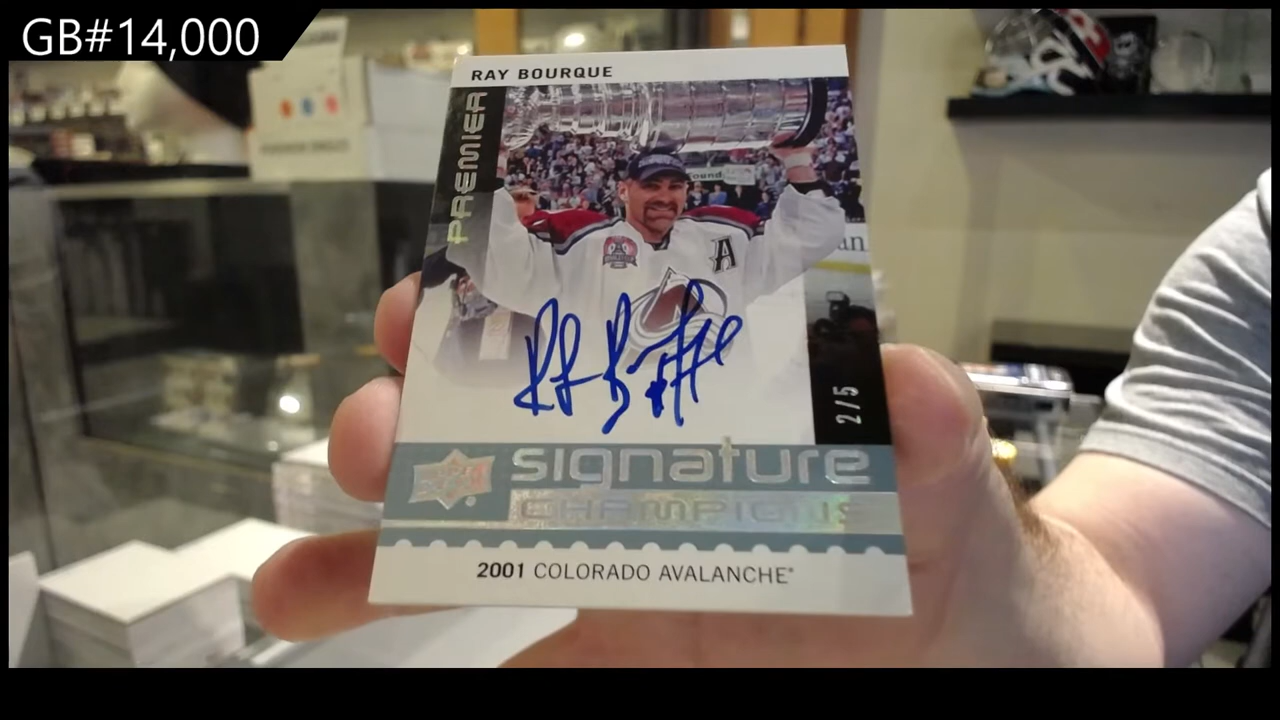 GB#14,000
RAY BOURQUE
PREMIER
A
2/5
signature
CHAMPIONS
2001 COLORADO AVALANCHE